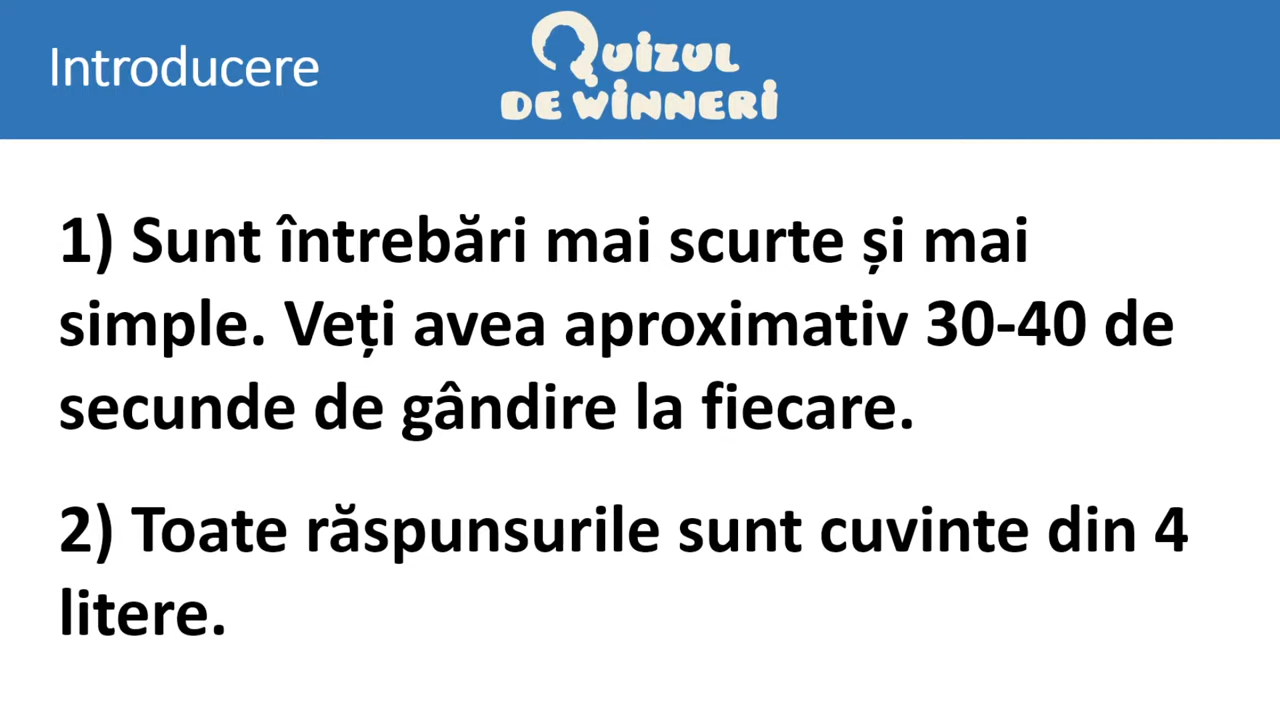 Introducere
Quizul
de winneri
1) Sunt întrebări mai scurte și mai
simple. Veți avea aproximativ 30-40 de
secunde de gândire la fiecare.
2) Toate răspunsurile sunt cuvinte din 4
litere.